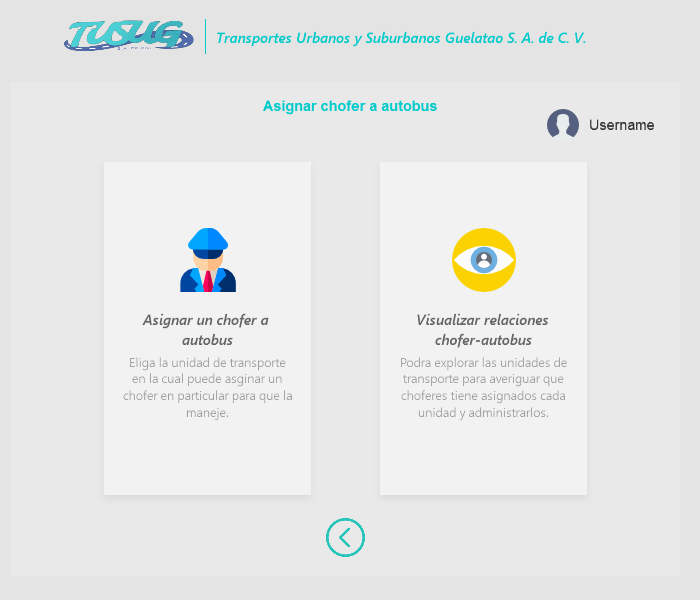 TUSUG
Transportes Urbanos y Suburbanos Guelatao S. A. de C. V.
Asignar chofer a autobus
Username
Asignar un chofer a
autobus
Eliga la unidad de transporte
en la cual puede asginar un
chofer en particular para que la
maneje.
Visualizar relaciones
chofer-autobus
Podra explorar las unidades de
transporte para averiguar que
choferes tiene asignados cada
unidad y administrarlos.